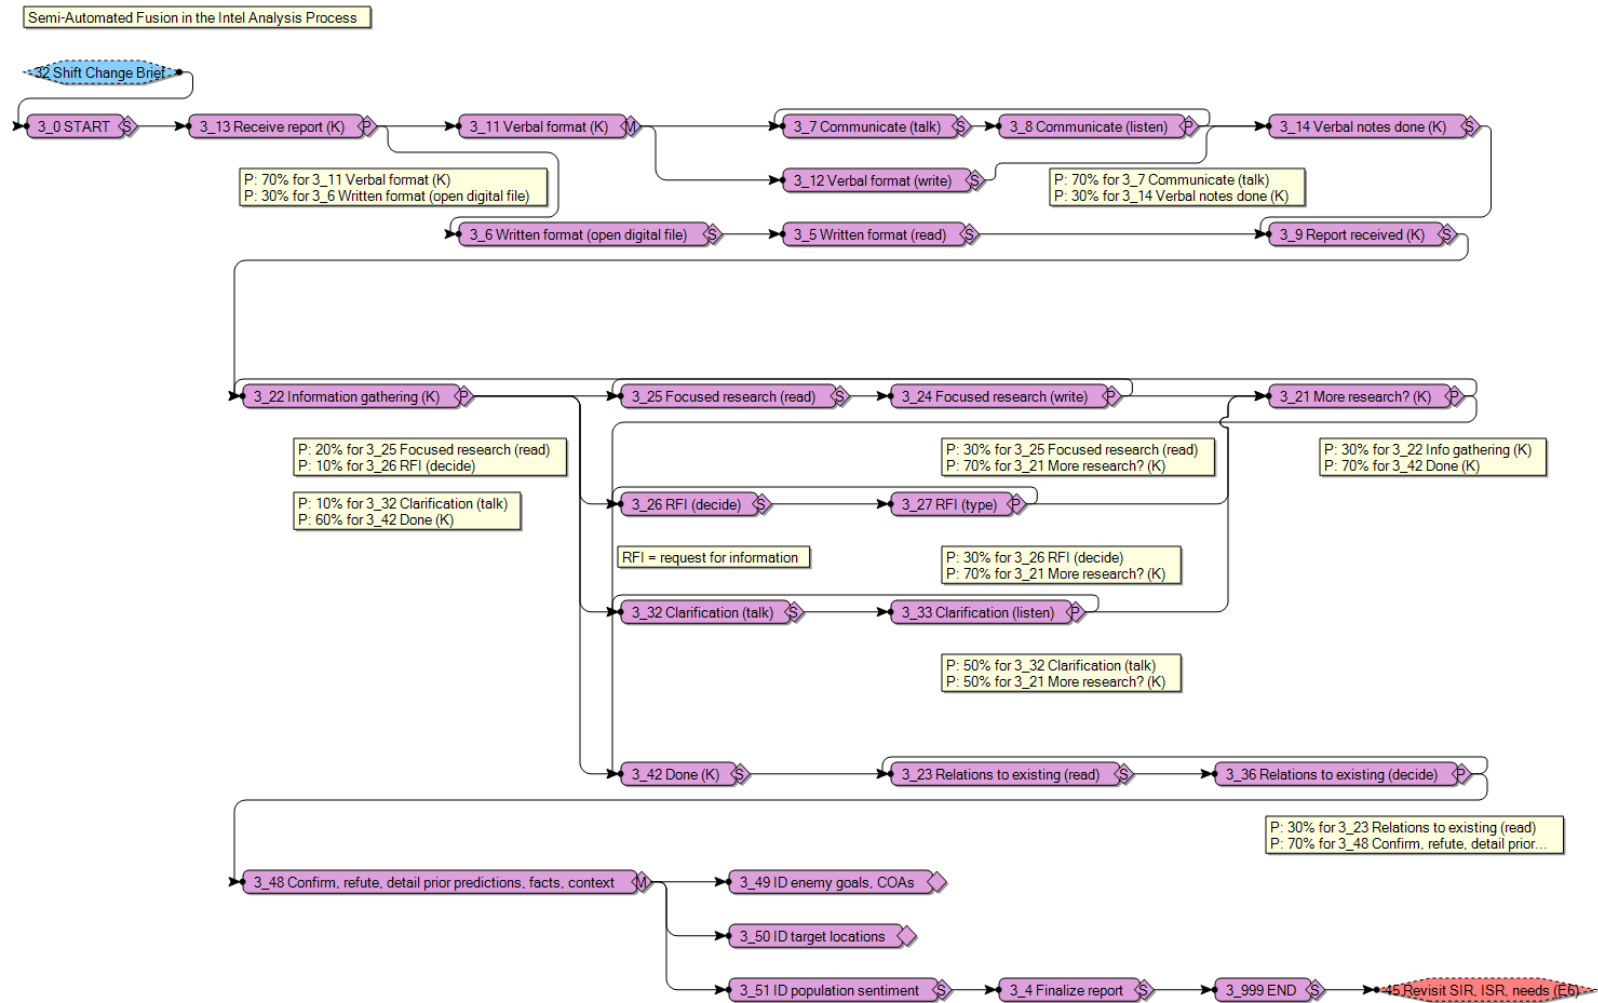 Semi-Automated Fusion in the Intel Analysis Process
32 Shift Change Brief
3_0 START S
3_13 Receive report (K) P
3_11 Verbal format (K) M
3_7 Communicate (talk) S
3_8 Communicate (listen) P
3_14 Verbal notes done (K) S
P: 70% for 3_11 Verbal format (K)
P: 30% for 3_6 Written format (open digital file)
3_12 Verbal format (write) S
P: 70% for 3_7 Communicate (talk)
P: 30% for 3_14 Verbal notes done (K)
3_6 Written format (open digital file) S
3_5 Written format (read) S
3_9 Report received (K) S
3_22 Information gathering (K) P
3_25 Focused research (read) S
3_24 Focused research (write) P
3_21 More research? (K) P
P: 20% for 3_25 Focused research (read)
P: 10% for 3_26 RFI (decide)
P: 30% for 3_25 Focused research (read)
P: 70% for 3_21 More research? (K)
P: 30% for 3_22 Info gathering (K)
P: 70% for 3_42 Done (K)
P: 10% for 3_32 Clarification (talk)
P: 60% for 3_42 Done (K)
3_26 RFI (decide) S
3_27 RFI (type) P
RFI = request for information
P: 30% for 3_26 RFI (decide)
P: 70% for 3_21 More research? (K)
3_32 Clarification (talk) S
3_33 Clarification (listen) P
P: 50% for 3_32 Clarification (talk)
P: 50% for 3_21 More research? (K)
3_42 Done (K) S
3_23 Relations to existing (read) S
3_36 Relations to existing (decide) P
P: 30% for 3_23 Relations to existing (read)
P: 70% for 3_48 Confirm, refute, detail prior...
3_48 Confirm, refute, detail prior predictions, facts, context M
3_49 ID enemy goals, COAs
3_50 ID target locations
3_51 ID population sentiment S
3_4 Finalize report S
3_999 END S
45 Revisit SIR, ISR, needs (E6)